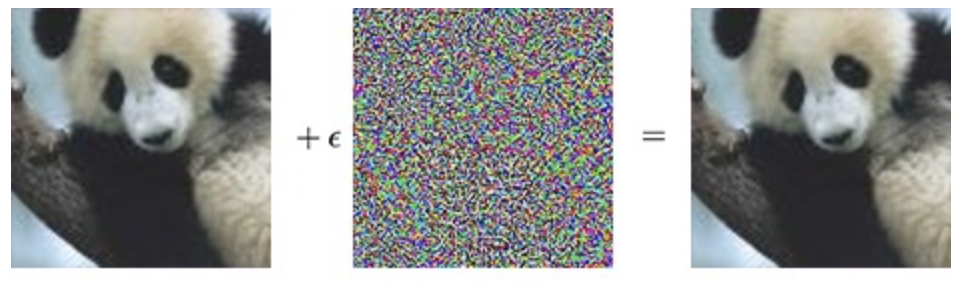 + ϵ =